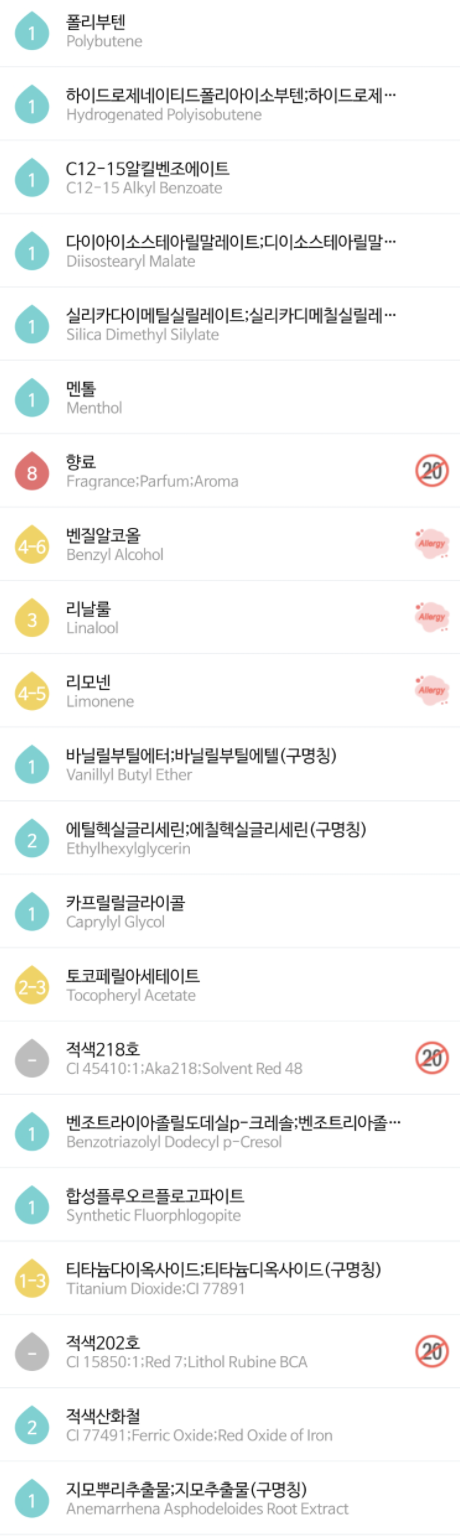 1
폴리부텐
Polybutene
1
하이드로제네이티드폴리아이소부텐;하이드로제…
Hydrogenated Polyisobutene
1
C12-15알킬벤조에이트
C12-15 Alkyl Benzoate
1
다이아이소스테아릴말레이트;디이소스테아릴말…
Diisostearyl Malate
1
실리카다이메틸실릴레이트;실리카디메칠실릴레…
Silica Dimethyl Silylate
1
멘톨
Menthol
8
향료
Fragrance;Parfum;Aroma
20
4-6
벤질알코올
Benzyl Alcohol
Allergy
3
리날룰
Linalool
Allergy
4-5
리모넨
Limonene
Allergy
1
바닐릴부틸에터;바닐릴부틸에텔(구명칭)
Vanillyl Butyl Ether
2
에틸헥실글리세린;에칠헥실글리세린(구명칭)
Ethylhexylglycerin
1
카프릴릴글라이콜
Caprylyl Glycol
2-3
토코페릴아세테이트
Tocopheryl Acetate
-
적색218호
CI 45410:1;Aka218;Solvent Red 48
20
1
벤조트라이아졸릴도데실p-크레솔;벤조트리아졸…
Benzotriazolyl Dodecyl p-Cresol
1
합성플루오르플로고파이트
Synthetic Fluorphlogopite
1-3
티타늄다이옥사이드;티타늄디옥사이드(구명칭)
Titanium Dioxide;CI 77891
-
적색202호
CI 15850:1;Red 7;Lithol Rubine BCA
20
2
적색산화철
CI 77491;Ferric Oxide;Red Oxide of Iron
1
지모뿌리추출물;지모추출물(구명칭)
Anemarrhena Asphodeloides Root Extract